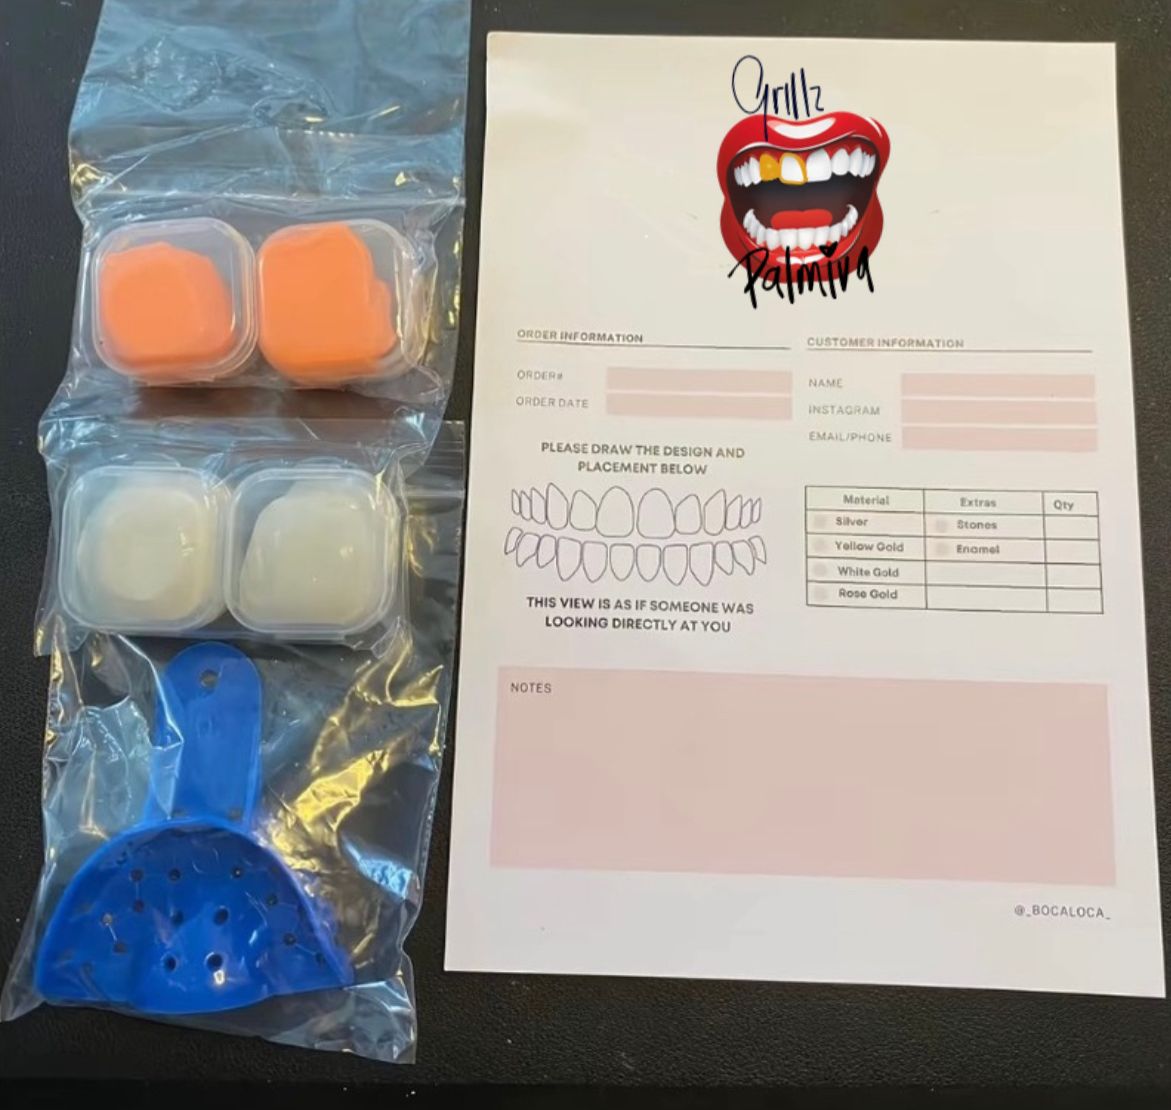 Grillz
Palmira
ORDER INFORMATION
ORDER#
ORDER DATE
CUSTOMER INFORMATION
NAME
INSTAGRAM
EMAIL/PHONE
PLEASE DRAW THE DESIGN AND
PLACEMENT BELOW
THIS VIEW IS AS IF SOMEONE WAS
LOOKING DIRECTLY AT YOU
Material Extras Qty
Silver Stones
Yellow Gold Enamel
White Gold
Rose Gold
NOTES
@_BOCALOCA_